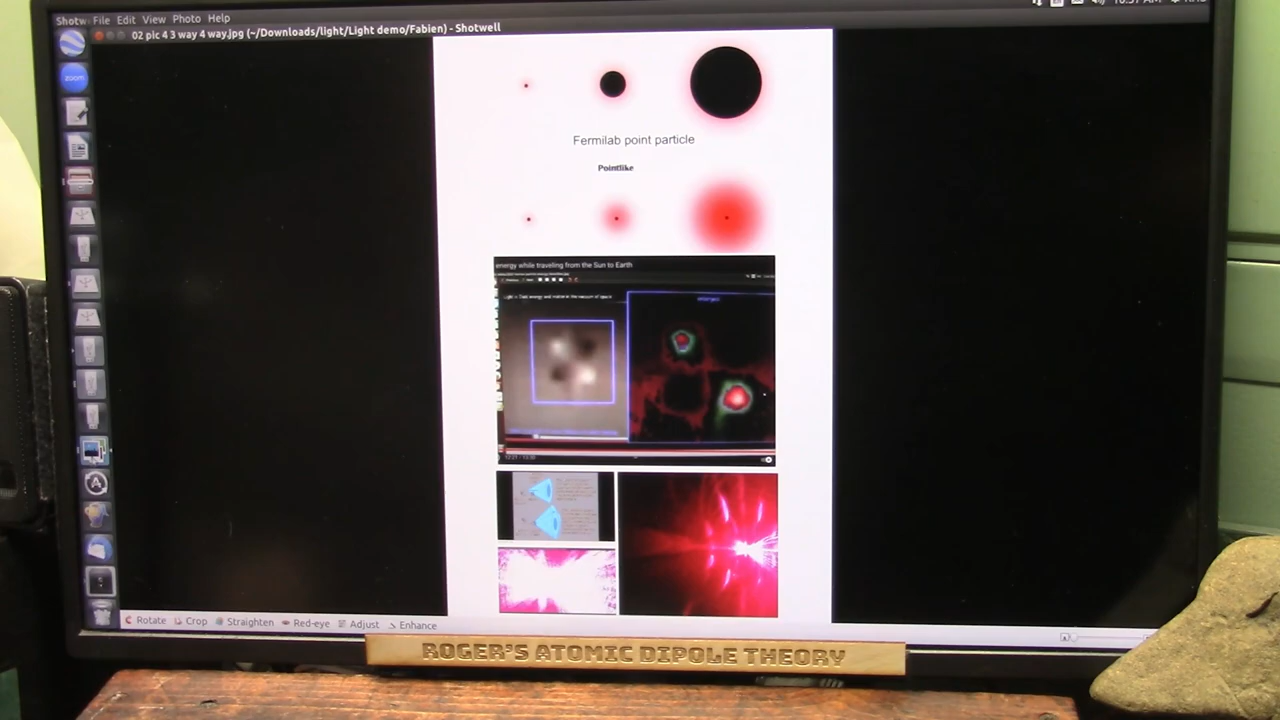 Shotw File Edit View Photo Help
02 pic 4 3 way 4 way.jpg (~/Downloads/light/Light demo/Fabien) - Shotwell
zoom
Fermilab point particle
Pointlike
energy while traveling from the Sun to Earth
Rotate Crop Straighten Red-eye Adjust Enhance
ROGER'S ATOMIC DIPOLE THEORY